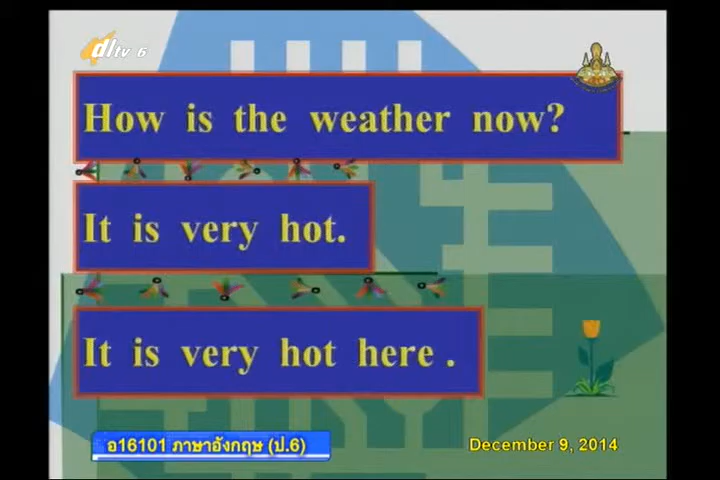 dltv 6
How is the weather now?
It is very hot.
It is very hot here .
อ16101 ภาษาอังกฤษ (ป.6)
December 9, 2014